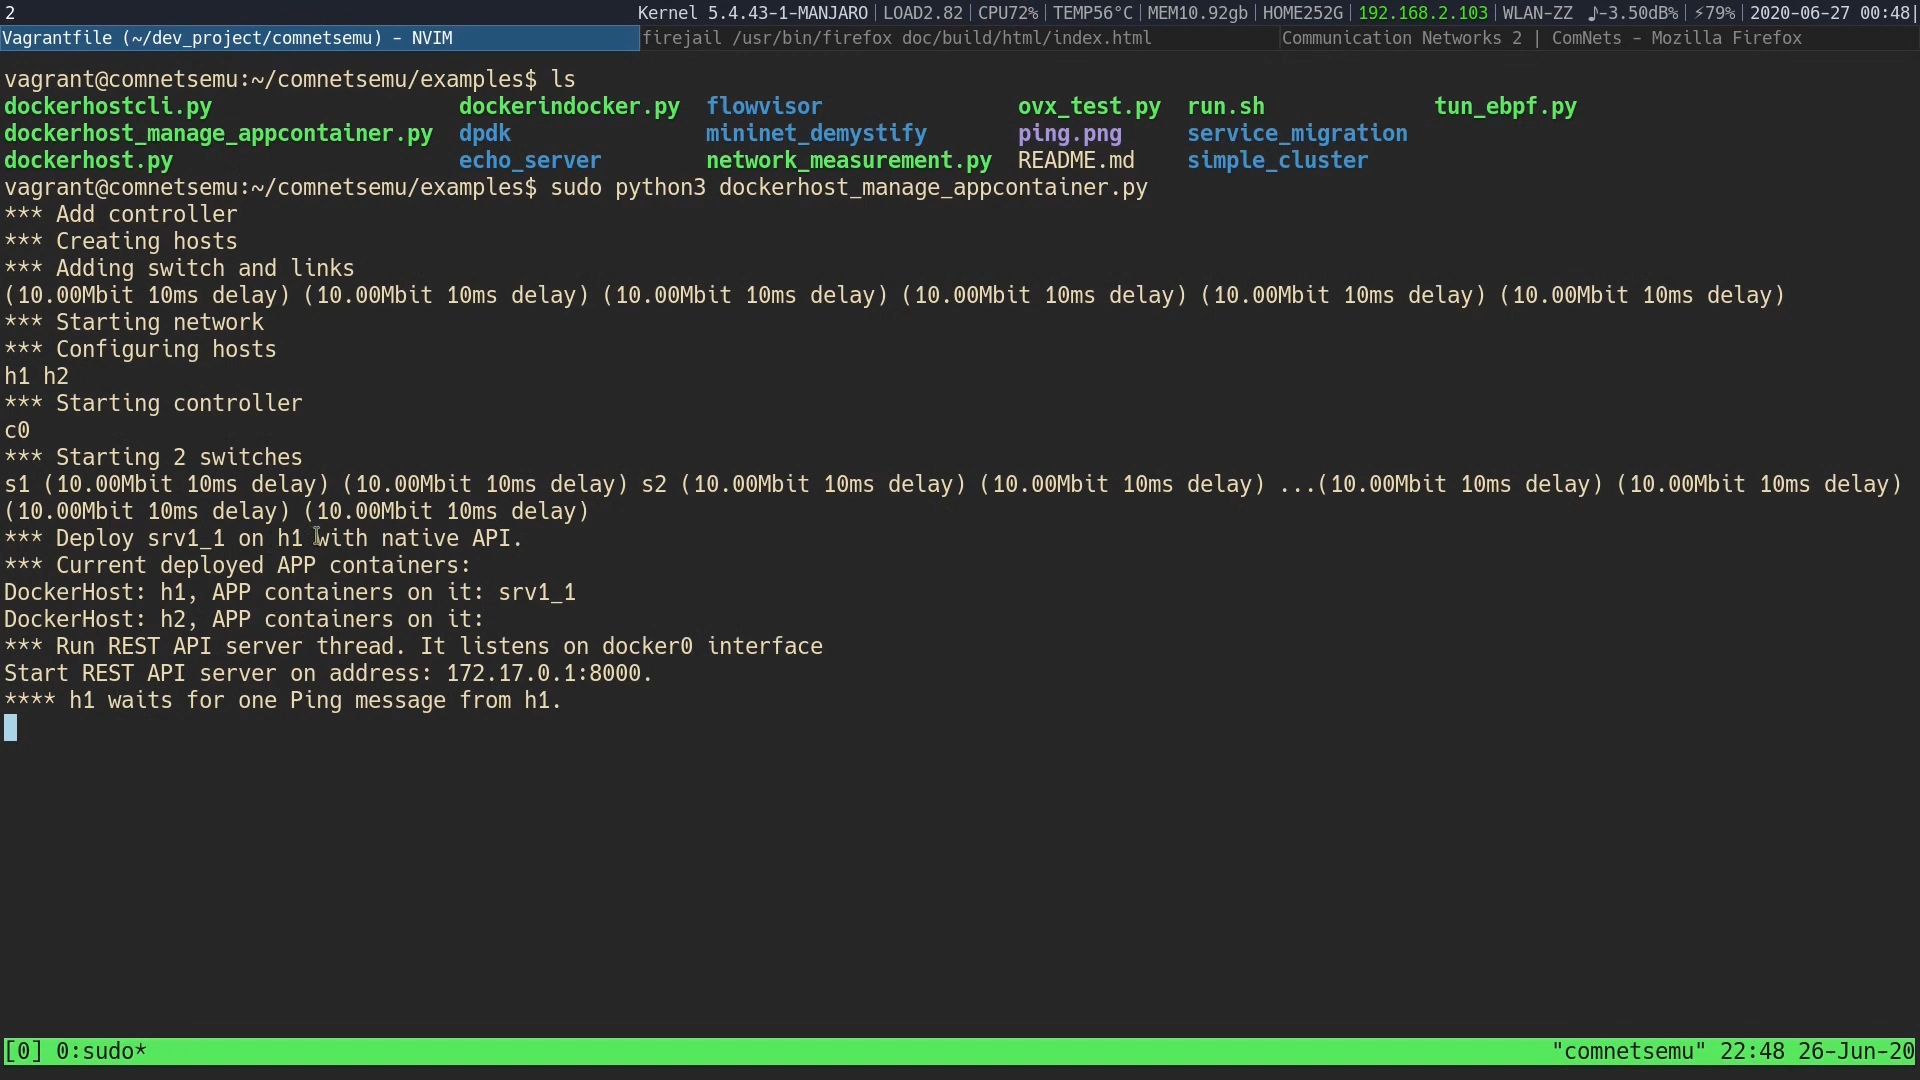 2 Kernel 5.4.43-1-MANJARO| LOAD2.82| CPU72%| TEMP56°C| MEM10.92gb| HOME252G| 192.168.2.103| WLAN-ZZ ♪-3.50dB%| ⚡79%| 2020-06-27 00:48|
Vagrantfile (~/dev_project/comnetsemu) - NVIM firejail /usr/bin/firefox doc/build/html/index.html Communication Networks 2 | ComNets - Mozilla Firefox
vagrant@comnetsemu:~/comnetsemu/examples$ ls
dockerhostcli.py dockerindocker.py flowvisor ovx_test.py run.sh tun_ebpf.py
dockerhost_manage_appcontainer.py dpdk mininet_demystify ping.png service_migration
dockerhost.py echo_server network_measurement.py README.md simple_cluster
vagrant@comnetsemu:~/comnetsemu/examples$ sudo python3 dockerhost_manage_appcontainer.py
*** Add controller
*** Creating hosts
*** Adding switch and links
(10.00Mbit 10ms delay) (10.00Mbit 10ms delay) (10.00Mbit 10ms delay) (10.00Mbit 10ms delay) (10.00Mbit 10ms delay) (10.00Mbit 10ms delay)
*** Starting network
*** Configuring hosts
h1 h2
*** Starting controller
c0
*** Starting 2 switches
s1 (10.00Mbit 10ms delay) (10.00Mbit 10ms delay) s2 (10.00Mbit 10ms delay) (10.00Mbit 10ms delay) ...(10.00Mbit 10ms delay) (10.00Mbit 10ms delay)
(10.00Mbit 10ms delay) (10.00Mbit 10ms delay)
*** Deploy srv1_1 on h1 with native API.
*** Current deployed APP containers:
DockerHost: h1, APP containers on it: srv1_1
DockerHost: h2, APP containers on it:
*** Run REST API server thread. It listens on docker0 interface
Start REST API server on address: 172.17.0.1:8000.
**** h1 waits for one Ping message from h1.
[0] 0:sudo* "comnetsemu" 22:48 26-Jun-20